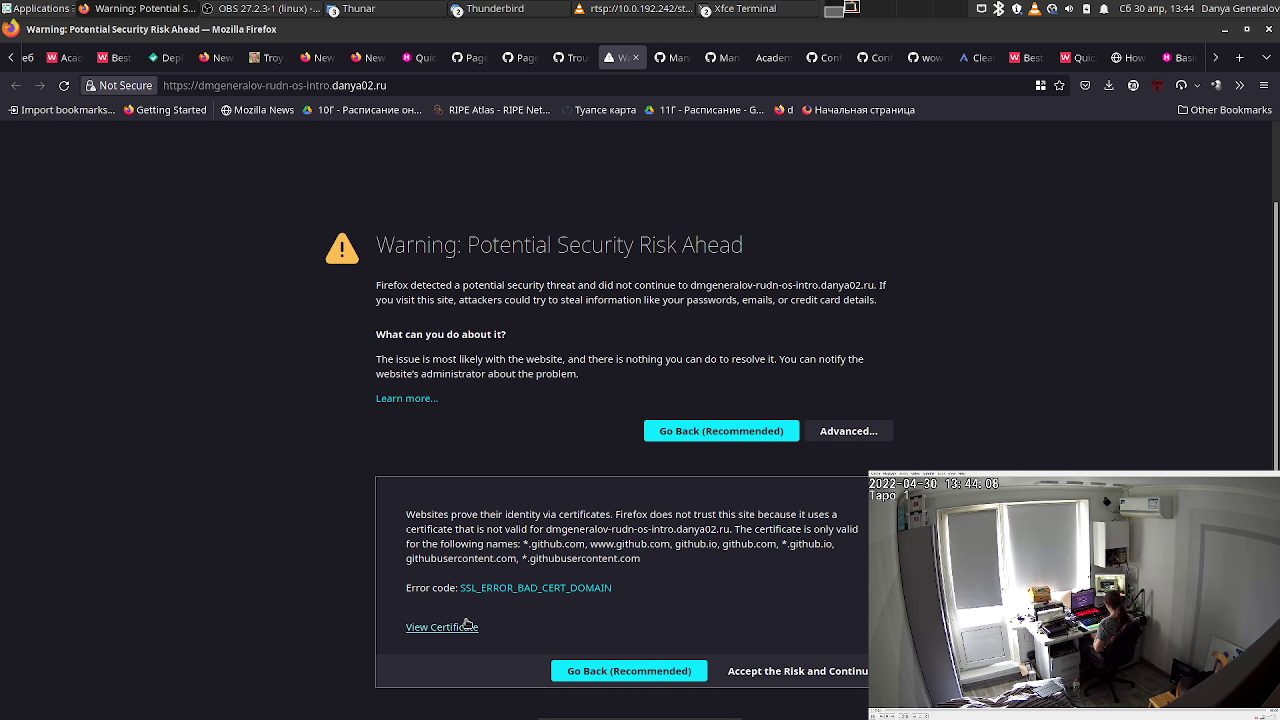 Applications
Warning: Potential S...
OBS 27.2.3-1 (linux) - ...
3 Thunar
2 Thunderbird
rtsp://10.0.192.242/st...
2 Xfce Terminal
Сб 30 апр, 13:44
Danya Generalov
Warning: Potential Security Risk Ahead — Mozilla Firefox
Acad
Best
Depl
New
Troy
New
New
Quic
Page
Page
Trou
Man
Acaden
Conf
Conf
wow
Clea
Best
Quic
How
Basi
Not Secure
https://dmgeneralov-rudn-os-intro.danya02.ru
Import bookmarks...
Getting Started
Mozilla News
10Г - Расписание он...
RIPE Atlas - RIPE Net...
Туапсе карта
11Г - Расписание - G...
d
Начальная страница
Other Bookmarks
Warning: Potential Security Risk Ahead
Firefox detected a potential security threat and did not continue to dmgeneralov-rudn-os-intro.danya02.ru. If
you visit this site, attackers could try to steal information like your passwords, emails, or credit card details.
What can you do about it?
The issue is most likely with the website, and there is nothing you can do to resolve it. You can notify the
website's administrator about the problem.
Learn more...
Go Back (Recommended)
Advanced...
Websites prove their identity via certificates. Firefox does not trust this site because it uses a
certificate that is not valid for dmgeneralov-rudn-os-intro.danya02.ru. The certificate is only valid
for the following names: *.github.com, www.github.com, github.io, github.com, *.github.io,
githubusercontent.com, *.githubusercontent.com
Error code: SSL_ERROR_BAD_CERT_DOMAIN
View Certificate
Go Back (Recommended)
Accept the Risk and Continu
2022-04-30 13:44:06
Tapo 1